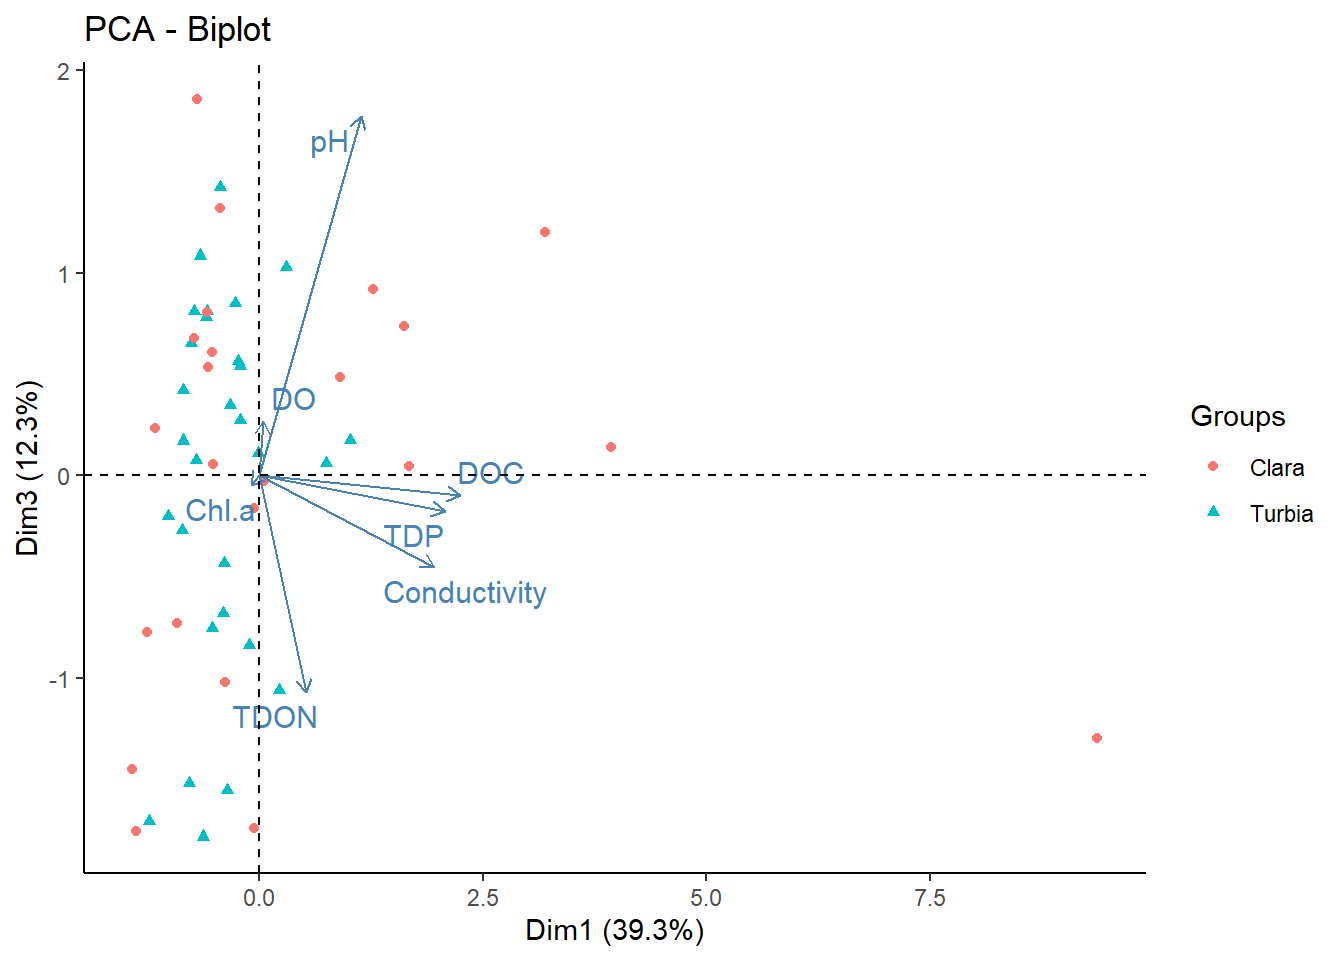 PCA - Biplot
2
1
0
-1
Dim3 (12.3%)
pH
DO
DOC
Chl.a
TDP
Conductivity
TDON
0.0
2.5
5.0
7.5
Dim1 (39.3%)
Groups
Clara
Turbia